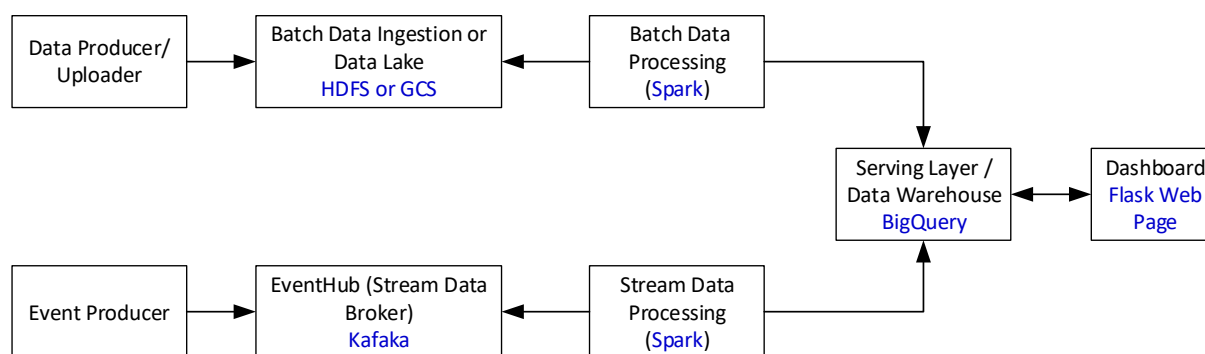 Data Producer/
Uploader
Batch Data Ingestion or
Data Lake
HDFS or GCS
Batch Data
Processing
(Spark)
Serving Layer /
Data Warehouse
BigQuery
Dashboard
Flask Web
Page
Event Producer
EventHub (Stream Data
Broker)
Kafaka
Stream Data
Processing
(Spark)